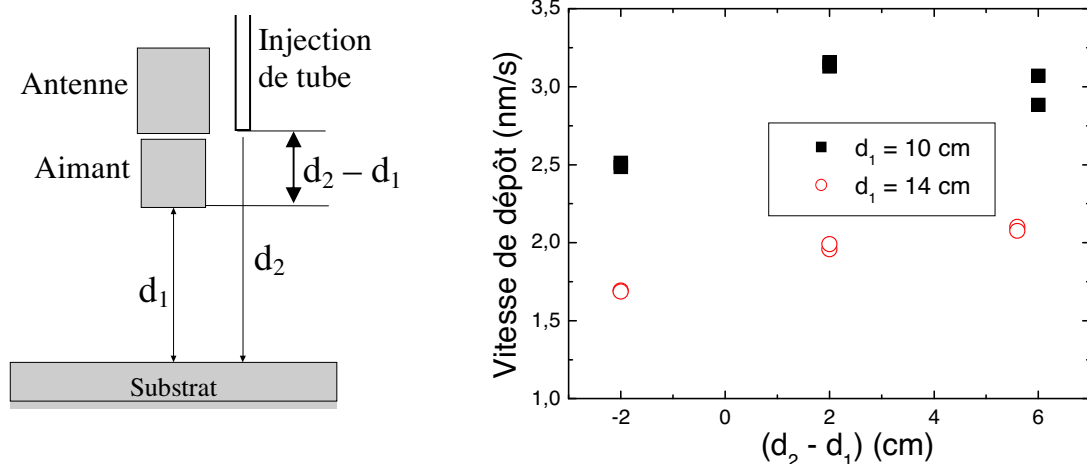 Antenne
Injection
de tube
Aimant
d₂ – d₁
d₁
d₂
Substrat
Vitesse de dépôt (nm/s)
3,5
3,0
2,5
2,0
1,5
1,0
d₁ = 10 cm
d₁ = 14 cm
-2
0
2
4
6
(d₂ - d₁) (cm)